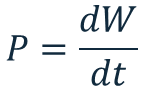 P = dW/dt